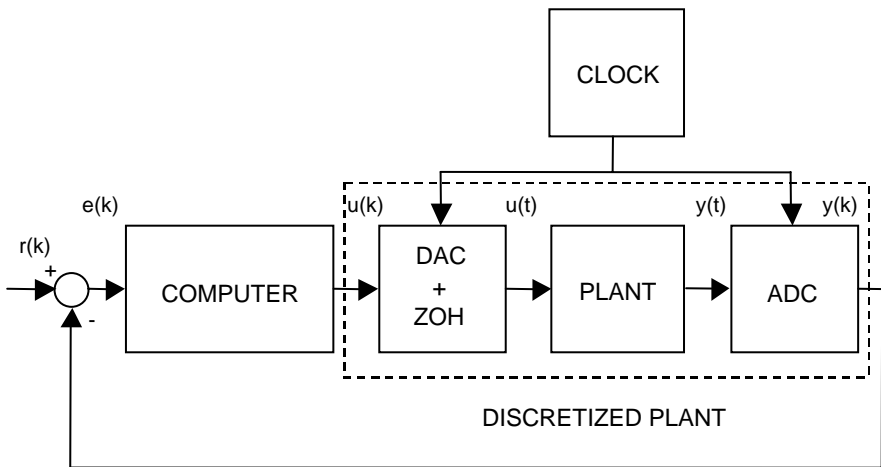 CLOCK
e(k)
u(k)
u(t)
y(t)
y(k)
r(k)
+
-
COMPUTER
DAC
+
ZOH
PLANT
ADC
DISCRETIZED PLANT